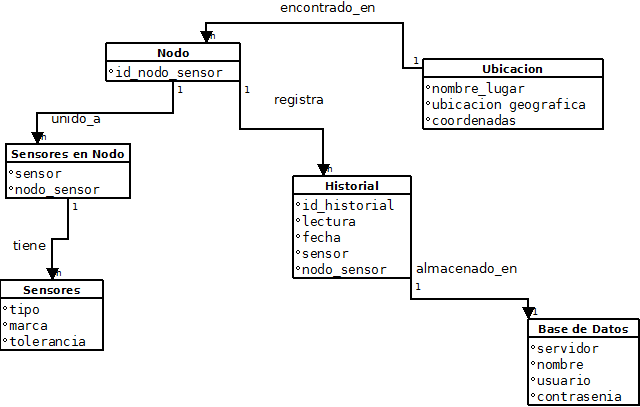 encontrado_en
n
Nodo
id_nodo_sensor
1
1
1
Ubicacion
nombre_lugar
ubicacion geografica
coordenadas
registra
unido_a
n
Sensores en Nodo
sensor
nodo_sensor
1
n
Historial
id_historial
lectura
fecha
sensor
nodo_sensor
1
tiene
n
Sensores
tipo
marca
tolerancia
almacenado_en
1
Base de Datos
servidor
nombre
usuario
contrasenia